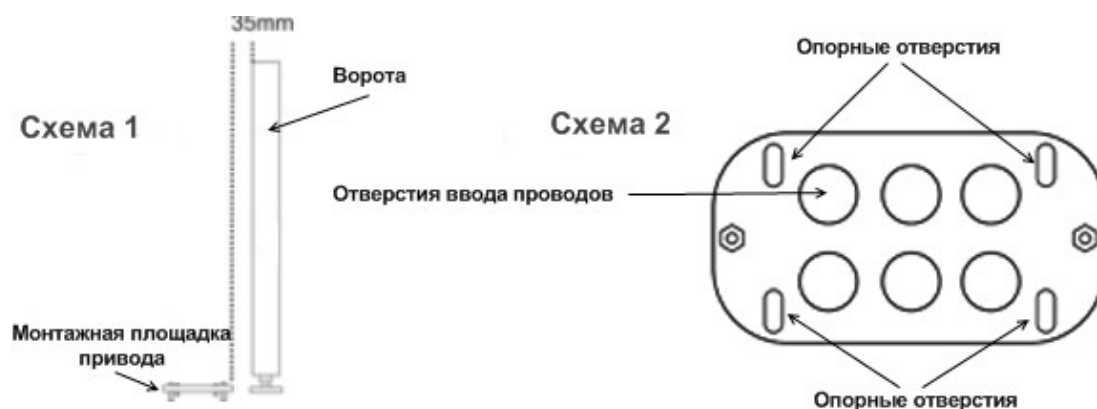 35mm
Ворота
Схема 1
Монтажная площадка
привода
Опорные отверстия
Схема 2
Отверстия ввода проводов
Опорные отверстия